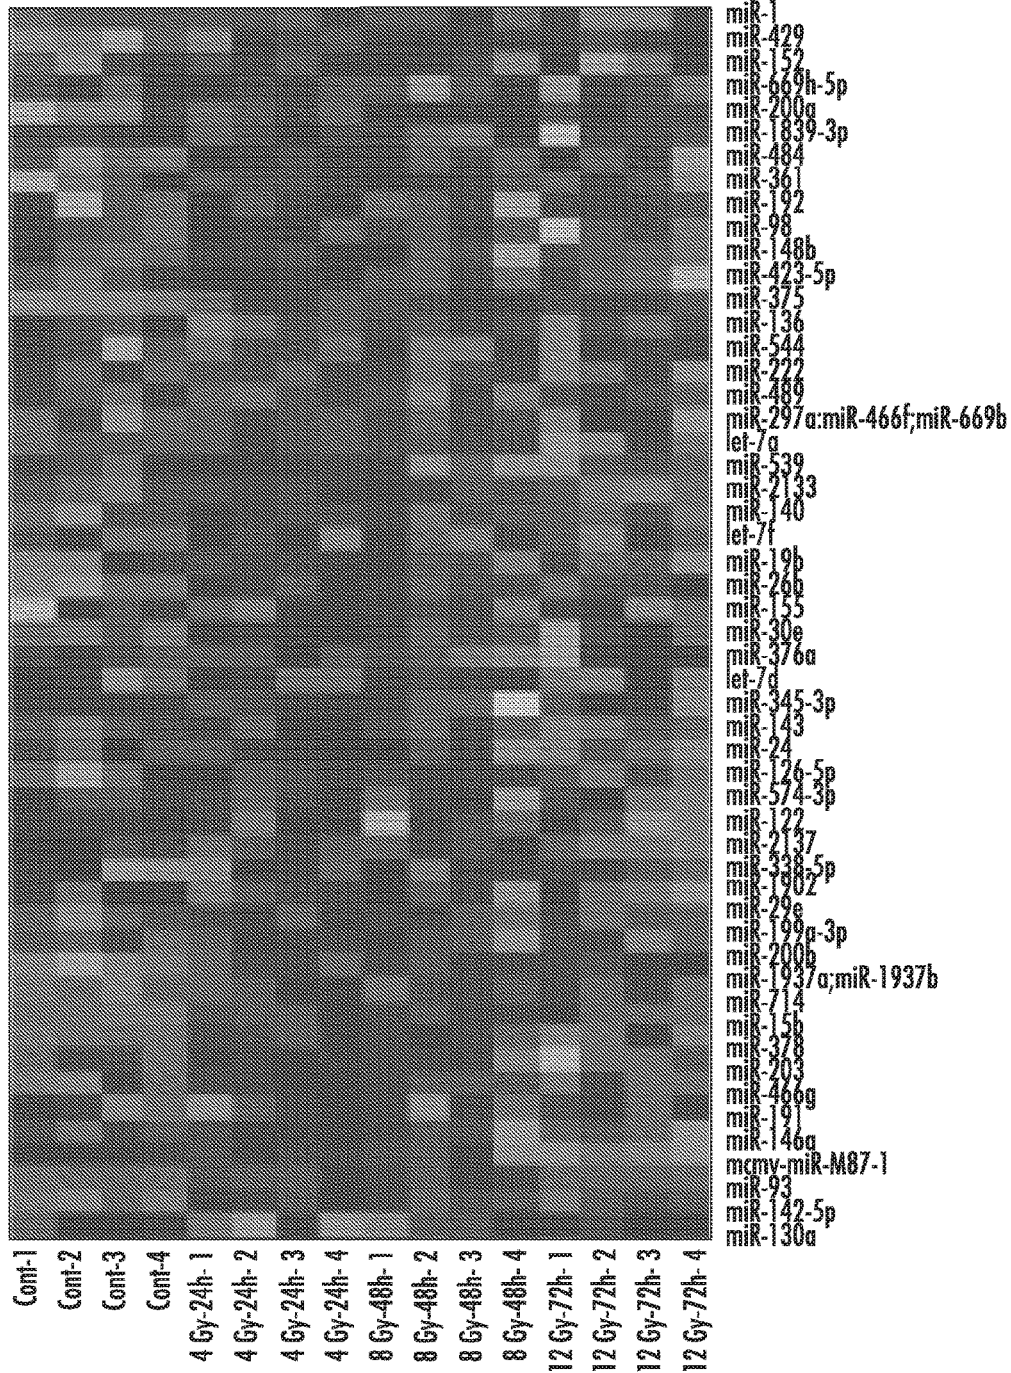 miR-1
miR-429
miR-152
miR-669h-5p
miR-200a
miR-1839-3p
miR-484
miR-361
miR-192
miR-98
miR-148b
miR-423-5p
miR-375
miR-136
miR-544
miR-222
miR-489
miR-297a:miR-466f;miR-669b
let-7a
miR-539
miR-2133
miR-140
let-7f
miR-19b
miR-26b
miR-155
miR-30e
miR-376a
let-7d
miR-345-3p
miR-143
miR-24
miR-126-5p
miR-574-3p
miR-122
miR-2137
miR-338-5p
miR-1902
miR-29e
miR-199a-3p
miR-200b
miR-1937a;miR-1937b
miR-714
miR-15b
miR-378
miR-203
miR-466g
miR-191
miR-146a
mcmv-miR-M87-1
miR-93
miR-142-5p
miR-130a
Cont-1
Cont-2
Cont-3
Cont-4
4 Gy-24h- 1
4 Gy-24h- 2
4 Gy-24h- 3
4 Gy-24h- 4
8 Gy-48h- 1
8 Gy-48h- 2
8 Gy-48h- 3
8 Gy-48h- 4
12 Gy-72h- 1
12 Gy-72h- 2
12 Gy-72h- 3
12 Gy-72h- 4